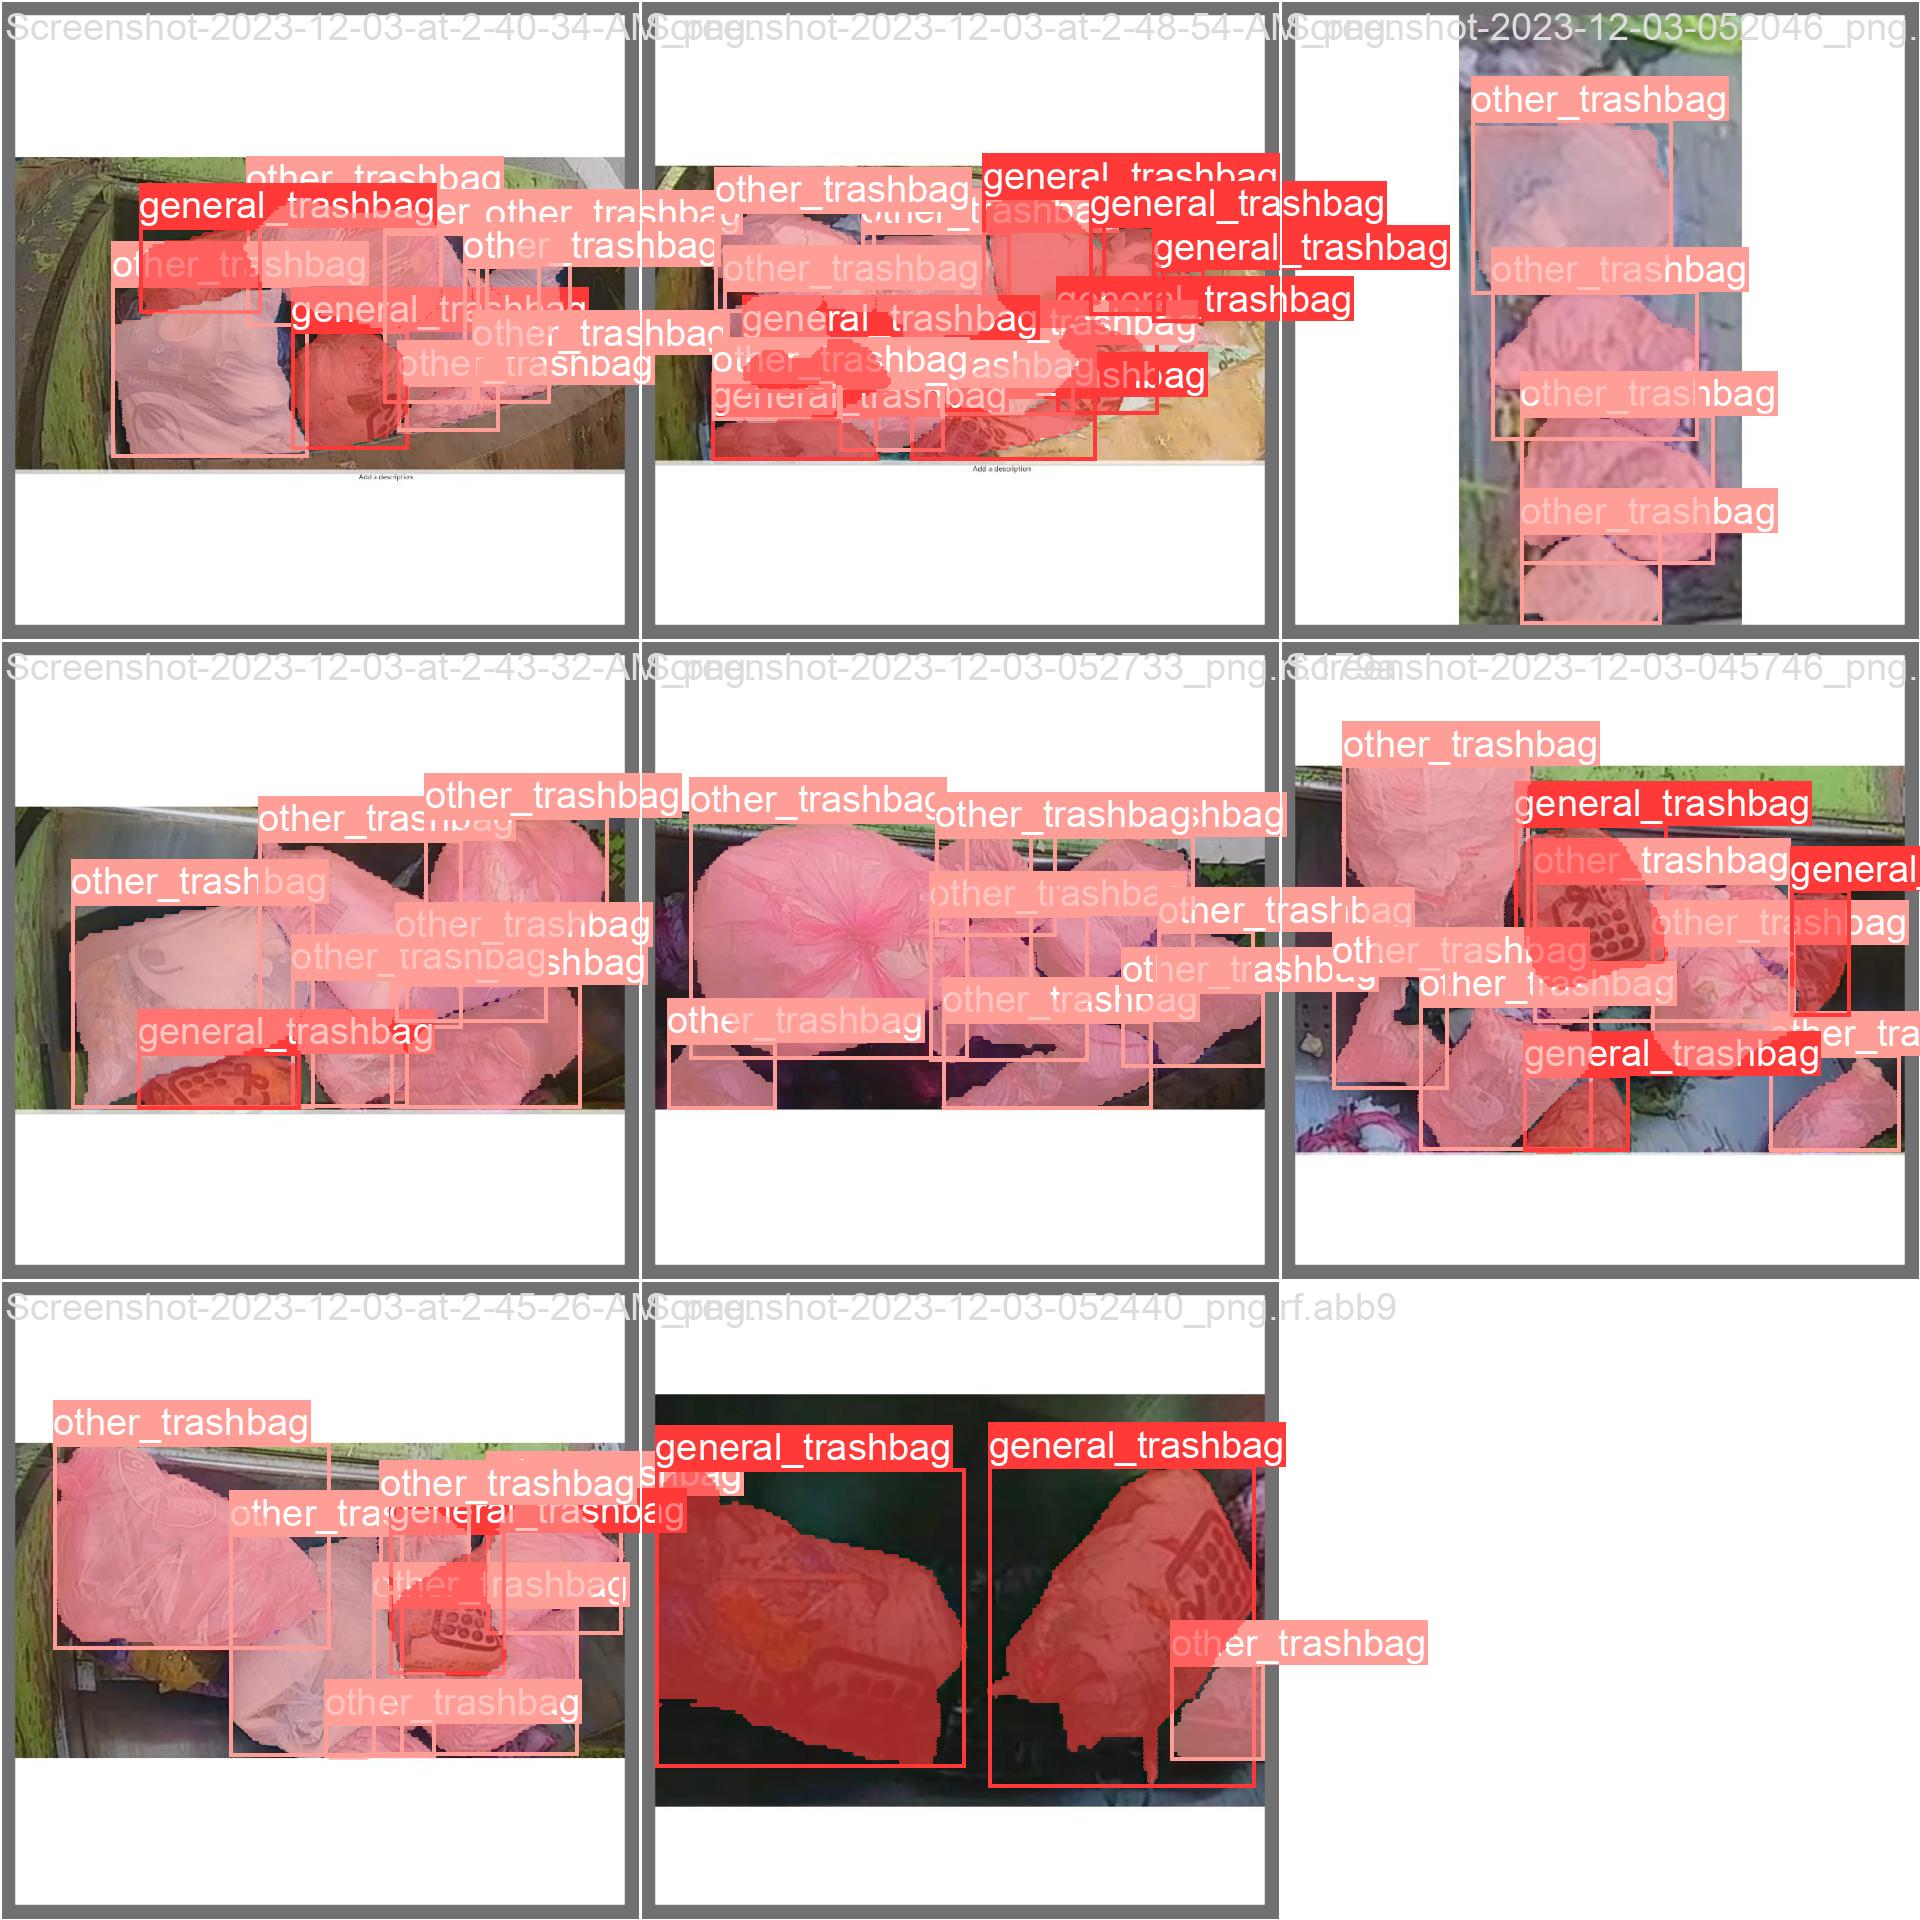 Screenshot-2023-12-03-at-2-40-34-AM_png.
other_trashbag
general_trashbag
other_trashbag
other_trashbag
other_trashbag
general_trashbag
other_trashbag
other_trashbag
Add a description
Screenshot-2023-12-03-at-2-48-54-AM_png.
general_trashbag
other_trashbag
general_trashbag
general_trashbag
other_trashbag
general_trashbag
general_trashbag
other_trashbag
general_trashbag
Add a description
Screenshot-2023-12-03-052046_png.
other_trashbag
other_trashbag
other_trashbag
other_trashbag
Screenshot-2023-12-03-at-2-43-32-AM_png.
other_trashbag
other_trashbag
other_trashbag
other_trashbag
other_trashbag
general_trashbag
Screenshot-2023-12-03-052733_png.rf.179a
other_trashbag
other_trashbag
other_trashbag
other_trashbag
other_trashbag
other_trashbag
other_trashbag
Screenshot-2023-12-03-045746_png.
other_trashbag
general_trashbag
other_trashbag
general_
other_trashbag
other_trashbag
other_trashbag
other_tra
general_trashbag
Screenshot-2023-12-03-at-2-45-26-AM_png.
other_trashbag
other_trashbag
other_tras
general_trashbag
other_trashbag
other_trashbag
Screenshot-2023-12-03-052440_png.rf.abb9
general_trashbag
general_trashbag
other_trashbag